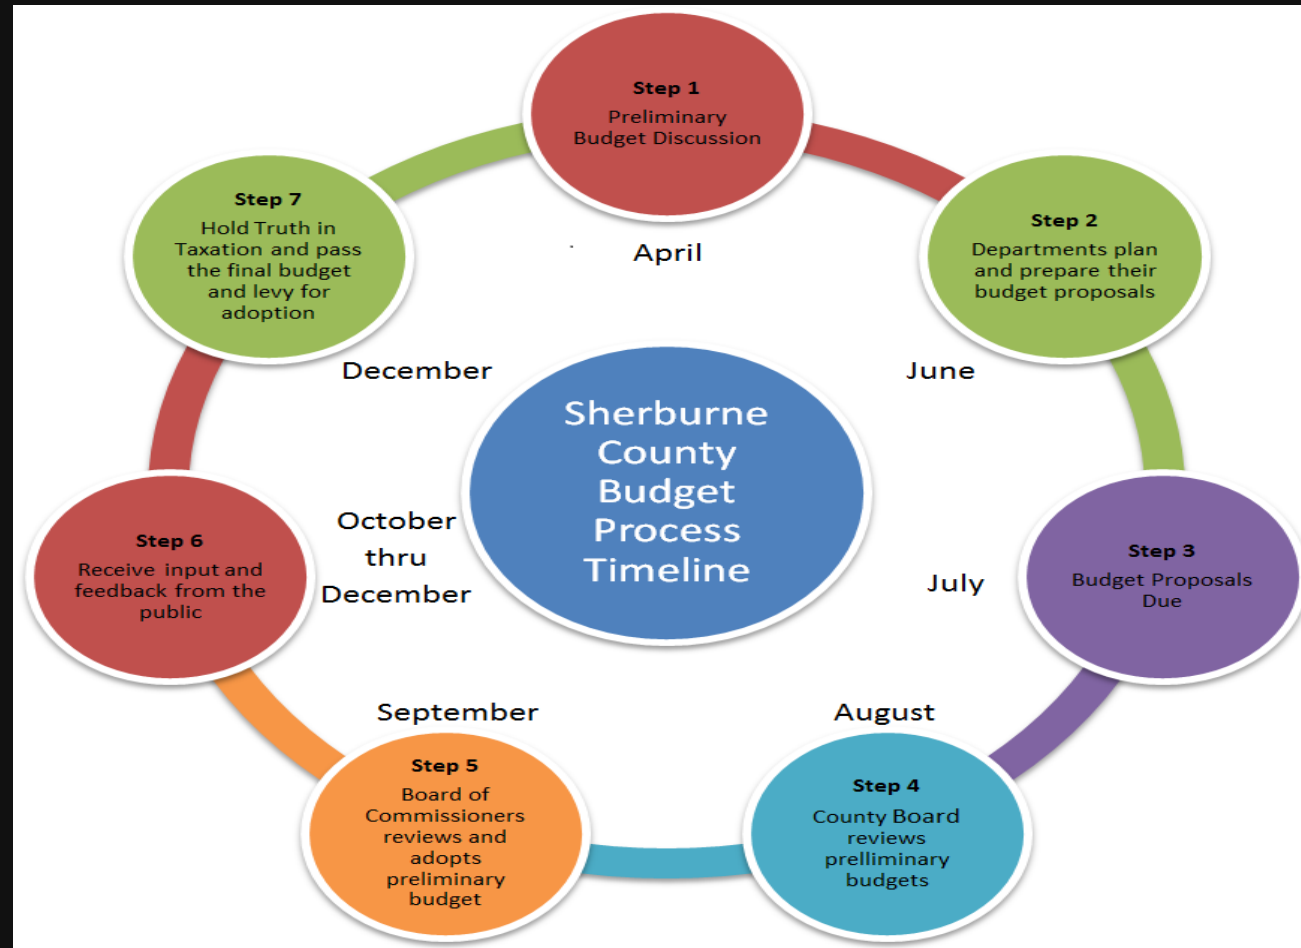 Step 1
Preliminary
Budget Discussion
April
Step 2
Departments plan
and prepare their
budget proposals
June
Step 3
Budget Proposals
Due
July
Step 4
County Board
reviews
prelliminary
budgets
August
Step 5
Board of
Commissioners
reviews and
adopts
preliminary
budget
September
Step 6
Receive input and
feedback from the
public
October
thru
December
Step 7
Hold Truth in
Taxation and pass
the final budget
and levy for
adoption
December
Sherburne
County
Budget
Process
Timeline